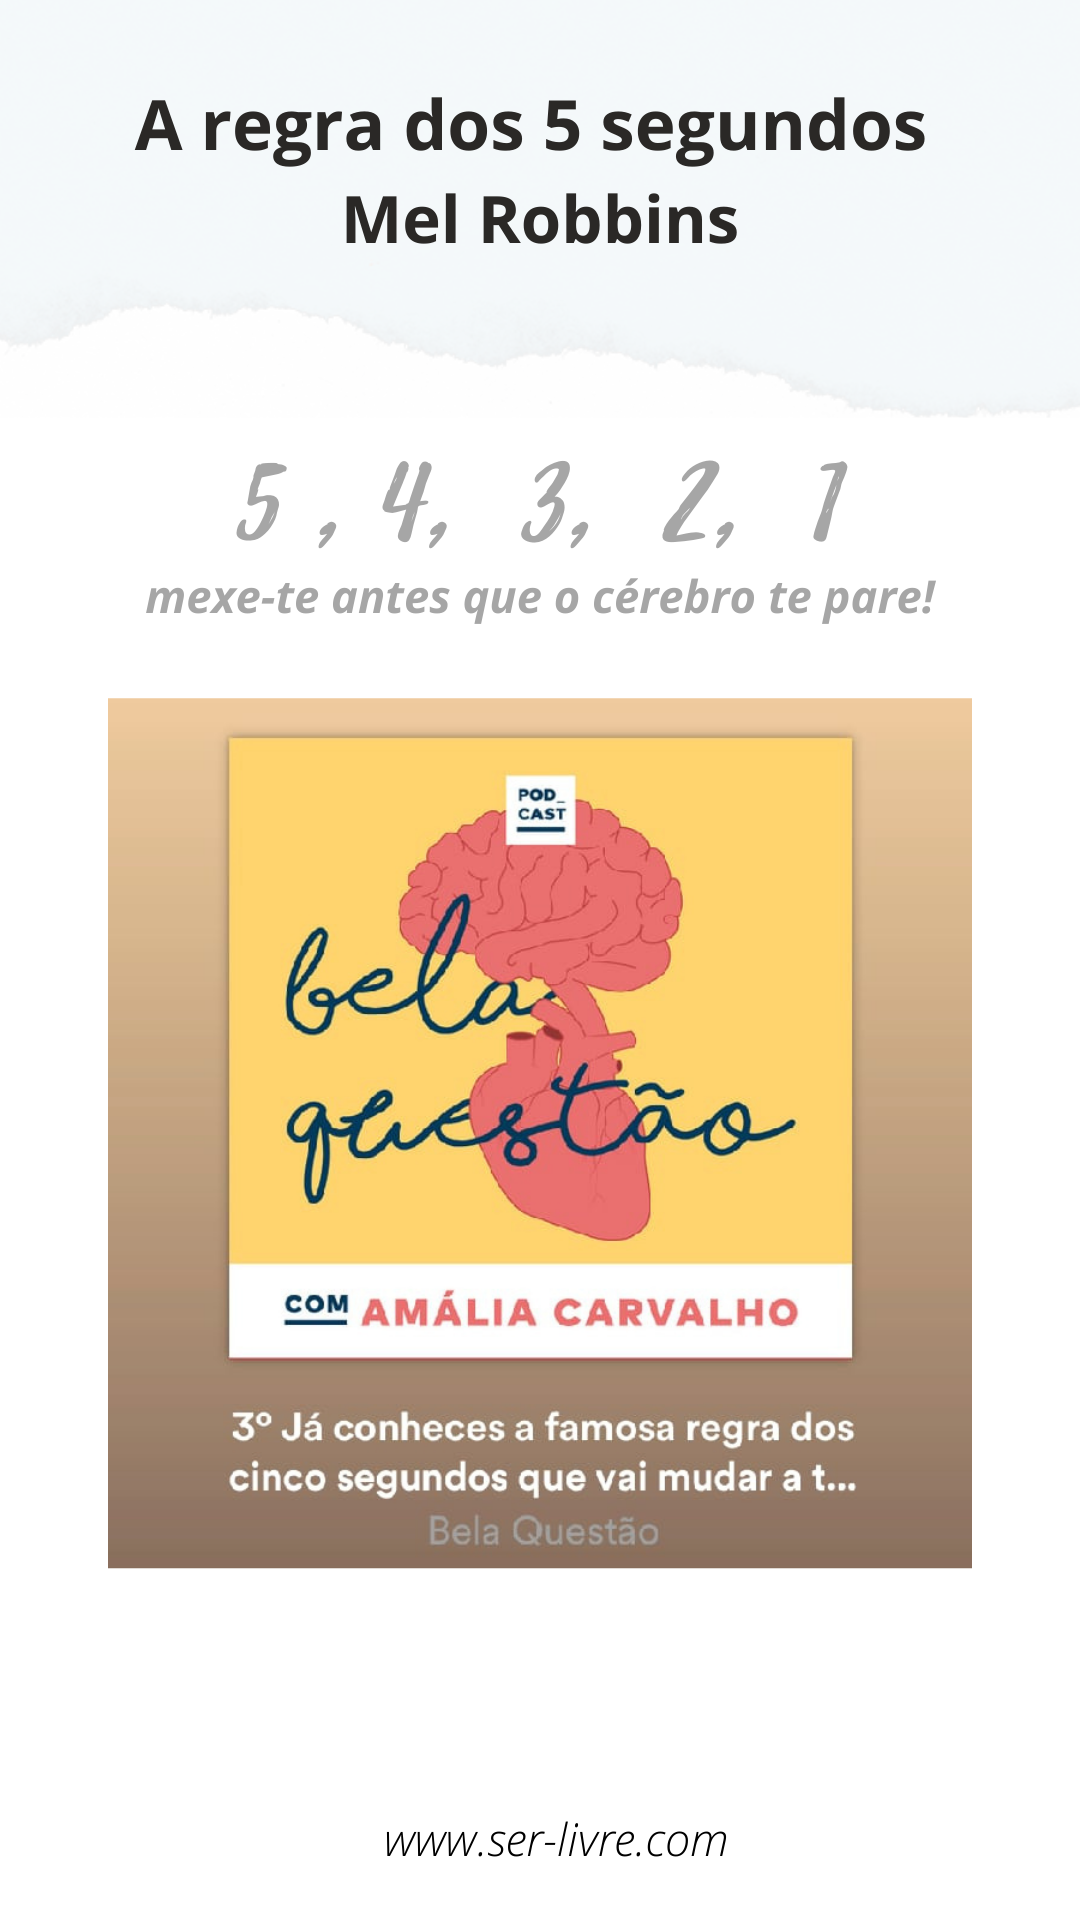 A regra dos 5 segundos
Mel Robbins
5 , 4, 3, 2, 1
mexe-te antes que o cérebro te pare!
POD_
CAST
bela
questão
COM AMÁLIA CARVALHO
3º Já conheces a famosa regra dos
cinco segundos que vai mudar a t...
Bela Questão
www.ser-livre.com